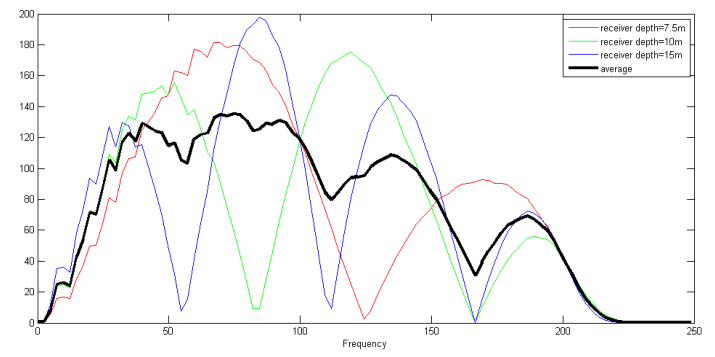 200
180
160
140
120
100
80
60
40
20
0
0 50 100 150 200 250
Frequency
receiver depth=7.5m
receiver depth=10m
receiver depth=15m
average